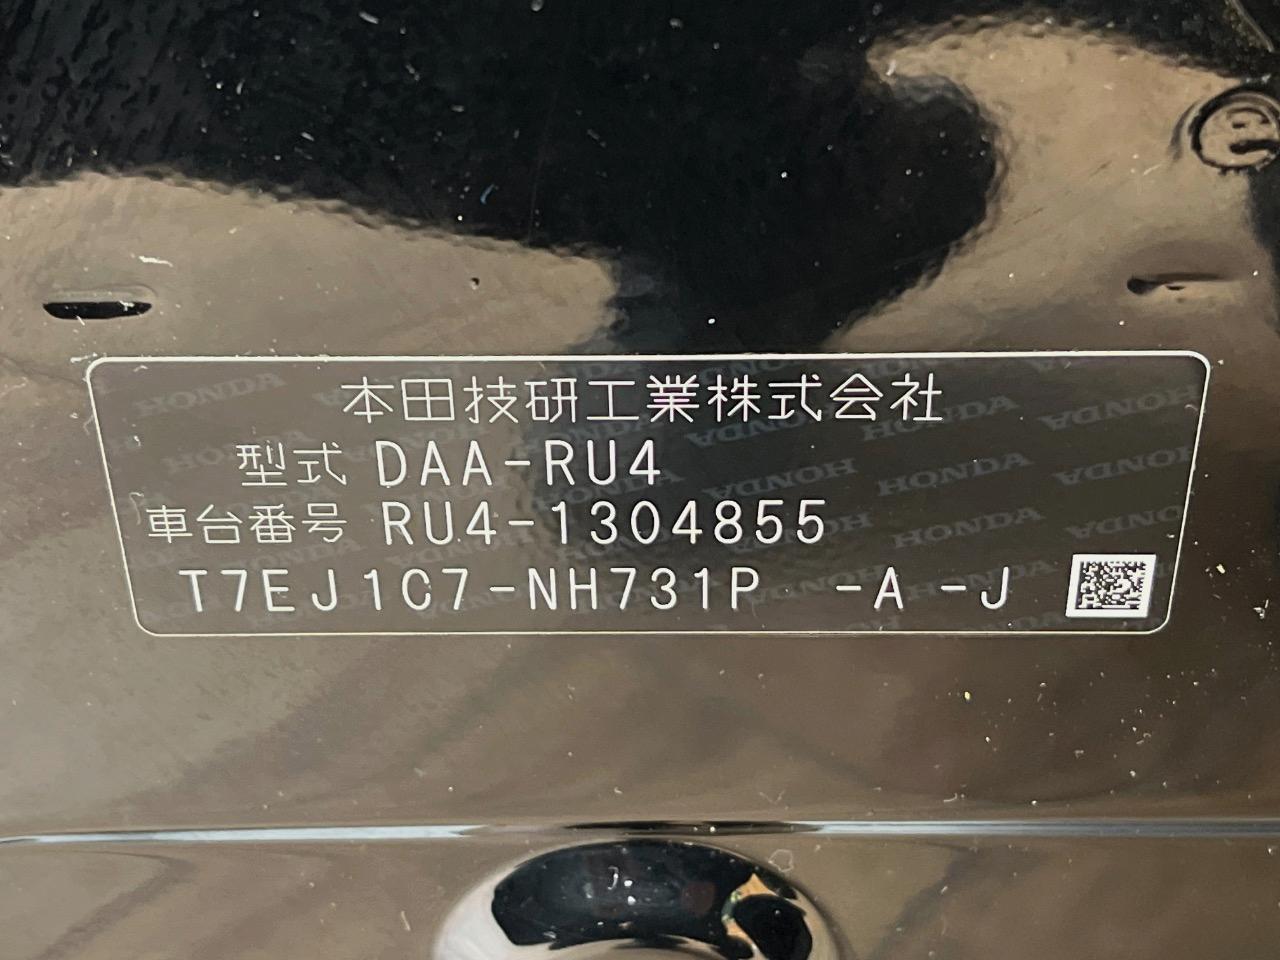 本田技研工業株式会社
型式 DAA-RU4
車台番号 RU4-1304855
T7EJ1C7-NH731P -A -J